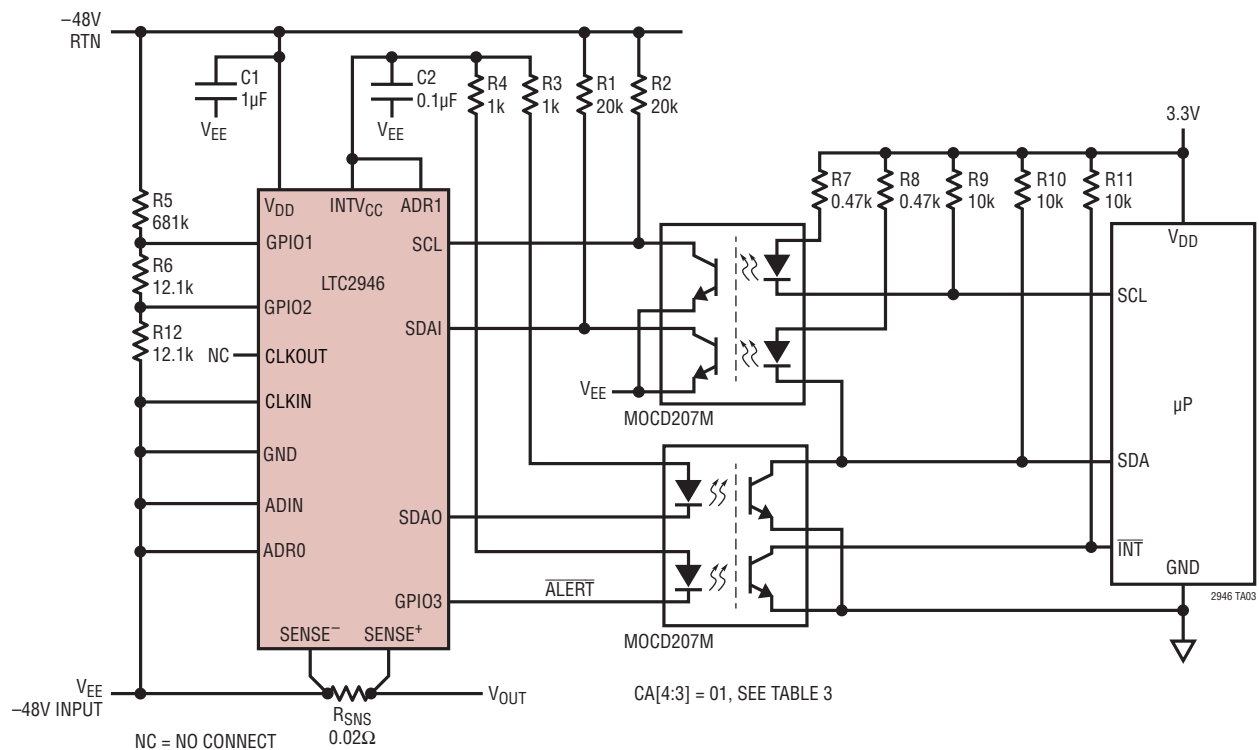 –48V
RTN
C1
1µF
VEE
C2
0.1µF
VEE
R4
1k
R3
1k
R1
20k
R2
20k
3.3V
R5
681k
R6
12.1k
R12
12.1k
NC
VDD
INTVCC
ADR1
GPIO1
SCL
LTC2946
GPIO2
SDAI
CLKOUT
CLKIN
GND
ADIN
SDAO
ADR0
GPIO3
ALERT
SENSE–
SENSE+
R7
0.47k
R8
0.47k
R9
10k
R10
10k
R11
10k
VDD
SCL
µP
SDA
INT
GND
2946 TA03
VEE
MOCD207M
MOCD207M
VEE
–48V INPUT
RSNS
0.02Ω
VOUT
CA[4:3] = 01, SEE TABLE 3
NC = NO CONNECT